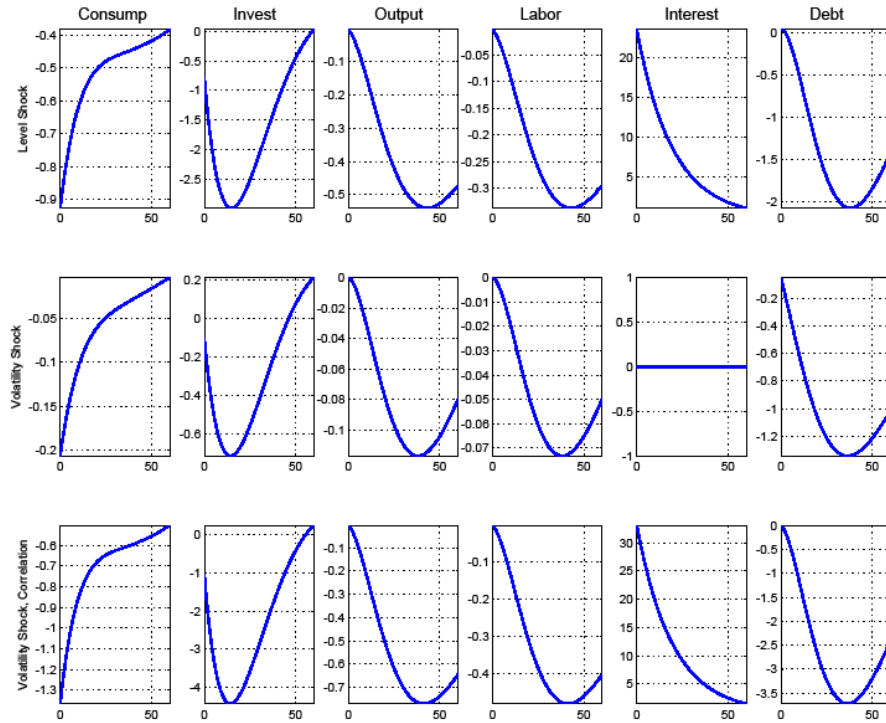 Consump Invest Output Labor Interest Debt
Level Shock
-0.4 -0.5 -0.6 -0.7 -0.8 -0.9
0 50
0 -0.5 -1 -1.5 -2 -2.5
0 50
-0.1 -0.2 -0.3 -0.4 -0.5
0 50
-0.05 -0.1 -0.15 -0.2 -0.25 -0.3
0 50
20 15 10 5
0 50
0 -0.5 -1 -1.5 -2
0 50
Volatility Shock
-0.05 -0.1 -0.15 -0.2
0 50
0.2 0 -0.2 -0.4 -0.6
0 50
0 -0.02 -0.04 -0.06 -0.08 -0.1
0 50
0 -0.01 -0.02 -0.03 -0.04 -0.05 -0.06 -0.07
0 50
1 0.5 0 -0.5 -1
0 50
-0.2 -0.4 -0.6 -0.8 -1 -1.2
0 50
Volatility Shock, Correlation
-0.6 -0.7 -0.8 -0.9 -1 -1.1 -1.2 -1.3
0 50
0 -1 -2 -3 -4
0 50
-0.1 -0.2 -0.3 -0.4 -0.5 -0.6 -0.7
0 50
-0.1 -0.2 -0.3 -0.4
0 50
30 25 20 15 10 5
0 50
0 -0.5 -1 -1.5 -2 -2.5 -3 -3.5
0 50